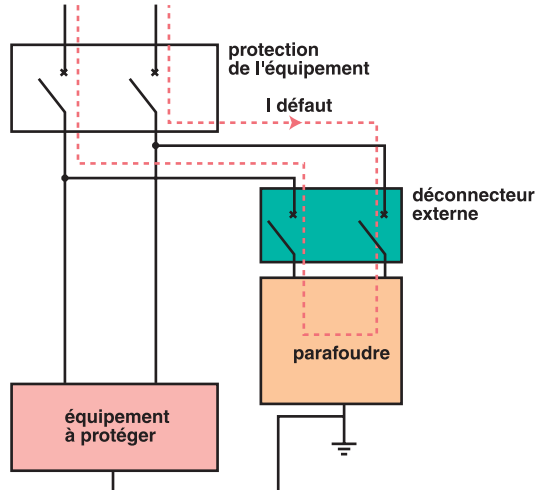 protection
de l'équipement
I défaut
déconnecteur
externe
parafoudre
équipement
à protéger